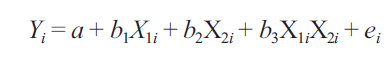 Yᵢ = a + b₁X₁ᵢ + b₂X₂ᵢ + b₃X₁ᵢX₂ᵢ + eᵢ